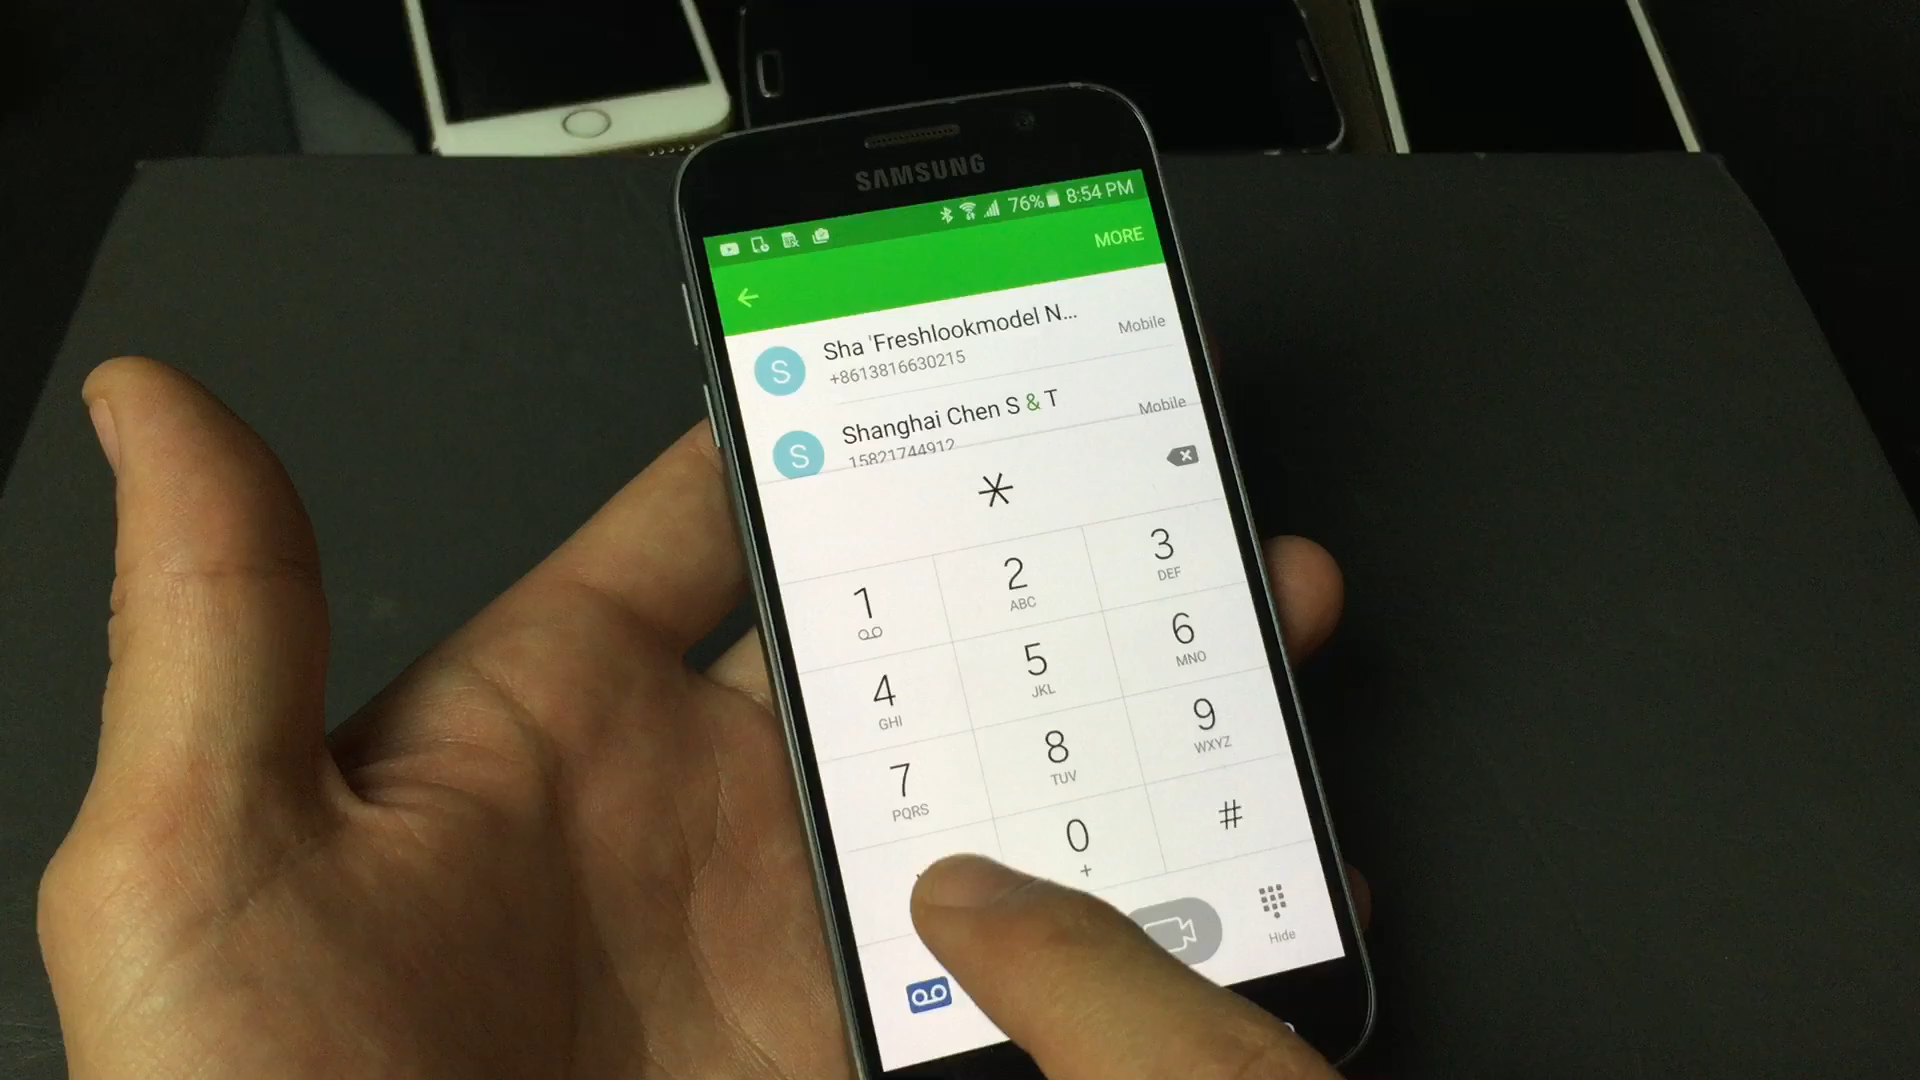 SAMSUNG
76% 8:54 PM
MORE
S
Sha 'Freshlookmodel N...
Mobile
+8613816630215
S
Shanghai Chen S & T
Mobile
15821744912
*
1
2
ABC
3
DEF
4
GHI
5
JKL
6
MNO
7
PQRS
8
TUV
9
WXYZ
0
+
#
Hide